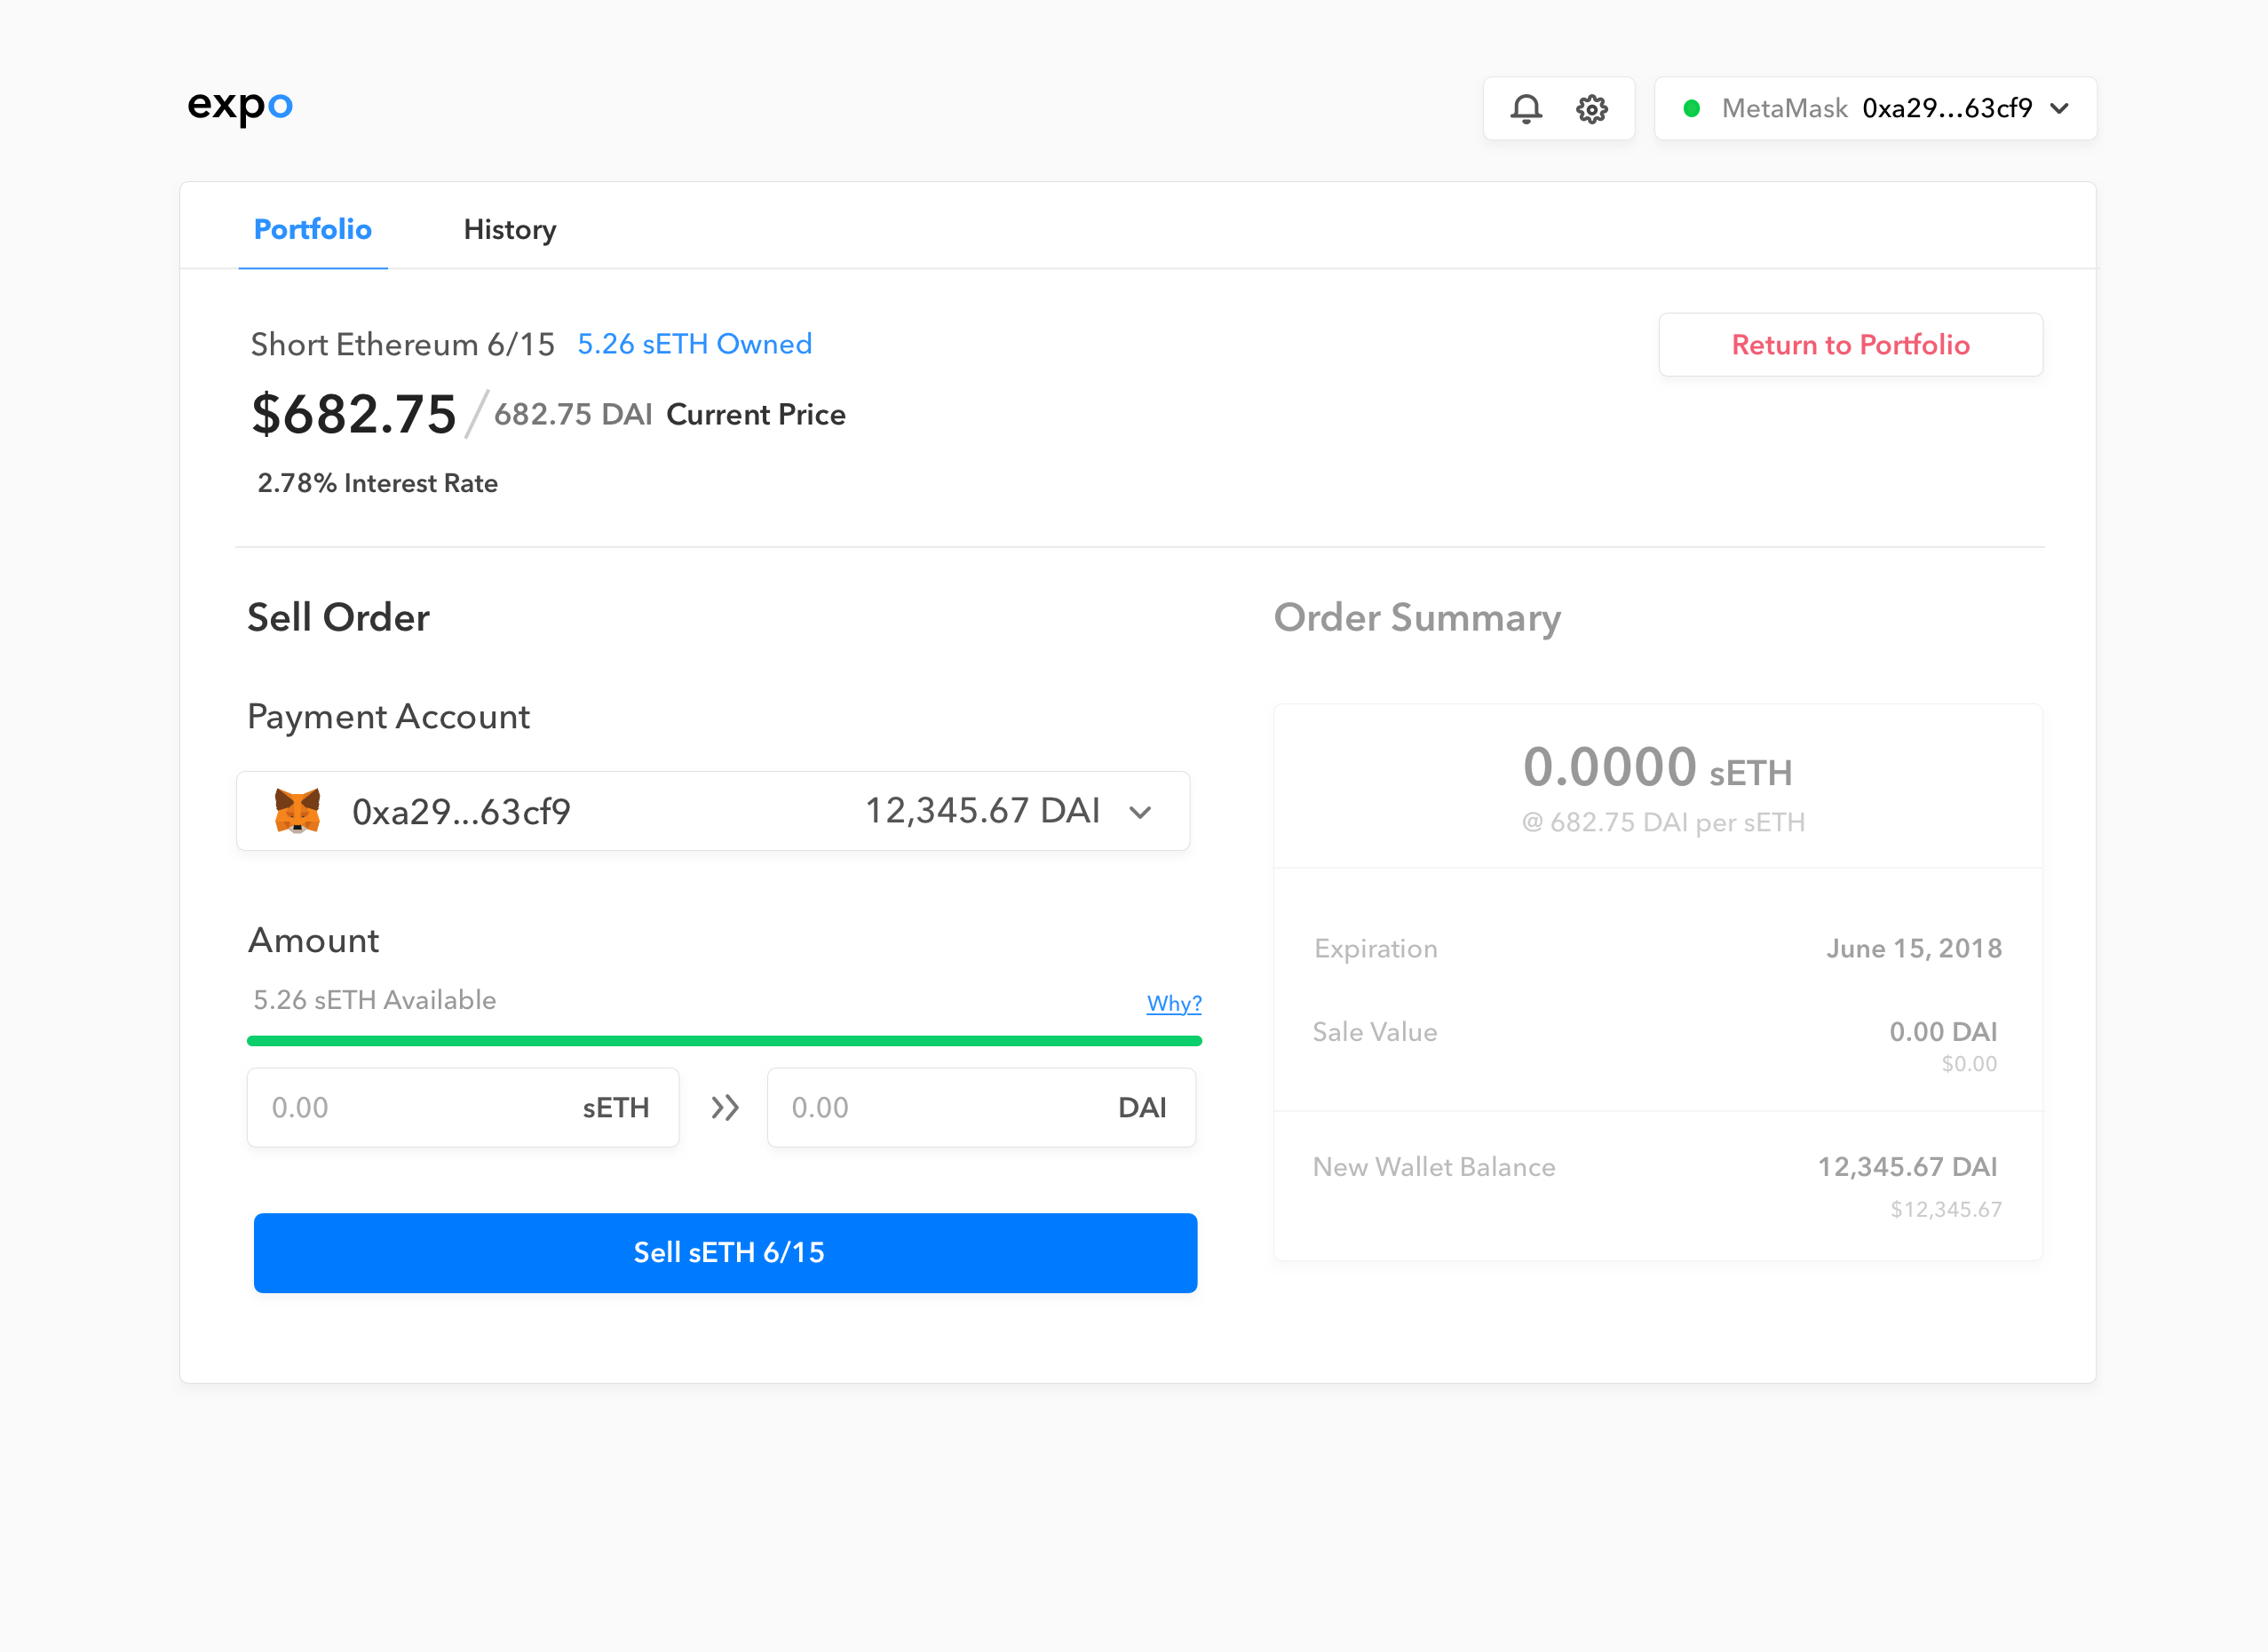 expo
MetaMask 0xa29...63cf9
Portfolio History
Short Ethereum 6/15 5.26 sETH Owned
Return to Portfolio
$682.75 / 682.75 DAI Current Price
2.78% Interest Rate
Sell Order
Payment Account
0xa29...63cf9 12,345.67 DAI
Amount
5.26 sETH Available Why?
0.00 sETH 0.00 DAI
Sell sETH 6/15
Order Summary
0.0000 sETH
@ 682.75 DAI per sETH
Expiration June 15, 2018
Sale Value 0.00 DAI
$0.00
New Wallet Balance 12,345.67 DAI
$12,345.67